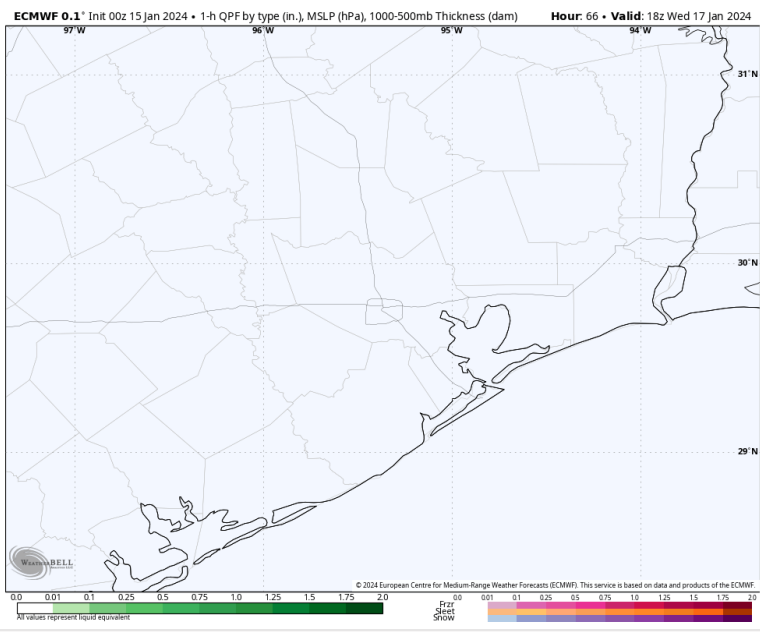 ECMWF 0.1° Init 00z 15 Jan 2024 • 1-h QPF by type (in.), MSLP (hPa), 1000-500mb Thickness (dam) Hour: 66 • Valid: 18z Wed 17 Jan 2024
97°W 96°W 95°W 94°W
31°N
30°N
29°N
WEATHERBELL
© 2024 European Centre for Medium-Range Weather Forecasts (ECMWF). This service is based on data and products of the ECMWF.
0.0 0.01 0.1 0.25 0.5 0.75 1.0 1.25 1.5 1.75 2.0
All values represent liquid equivalent
0.0 0.01 0.1 0.25 0.5 0.75 1.0 1.25 1.5 1.75 2.0
Frzr
Sleet
Snow